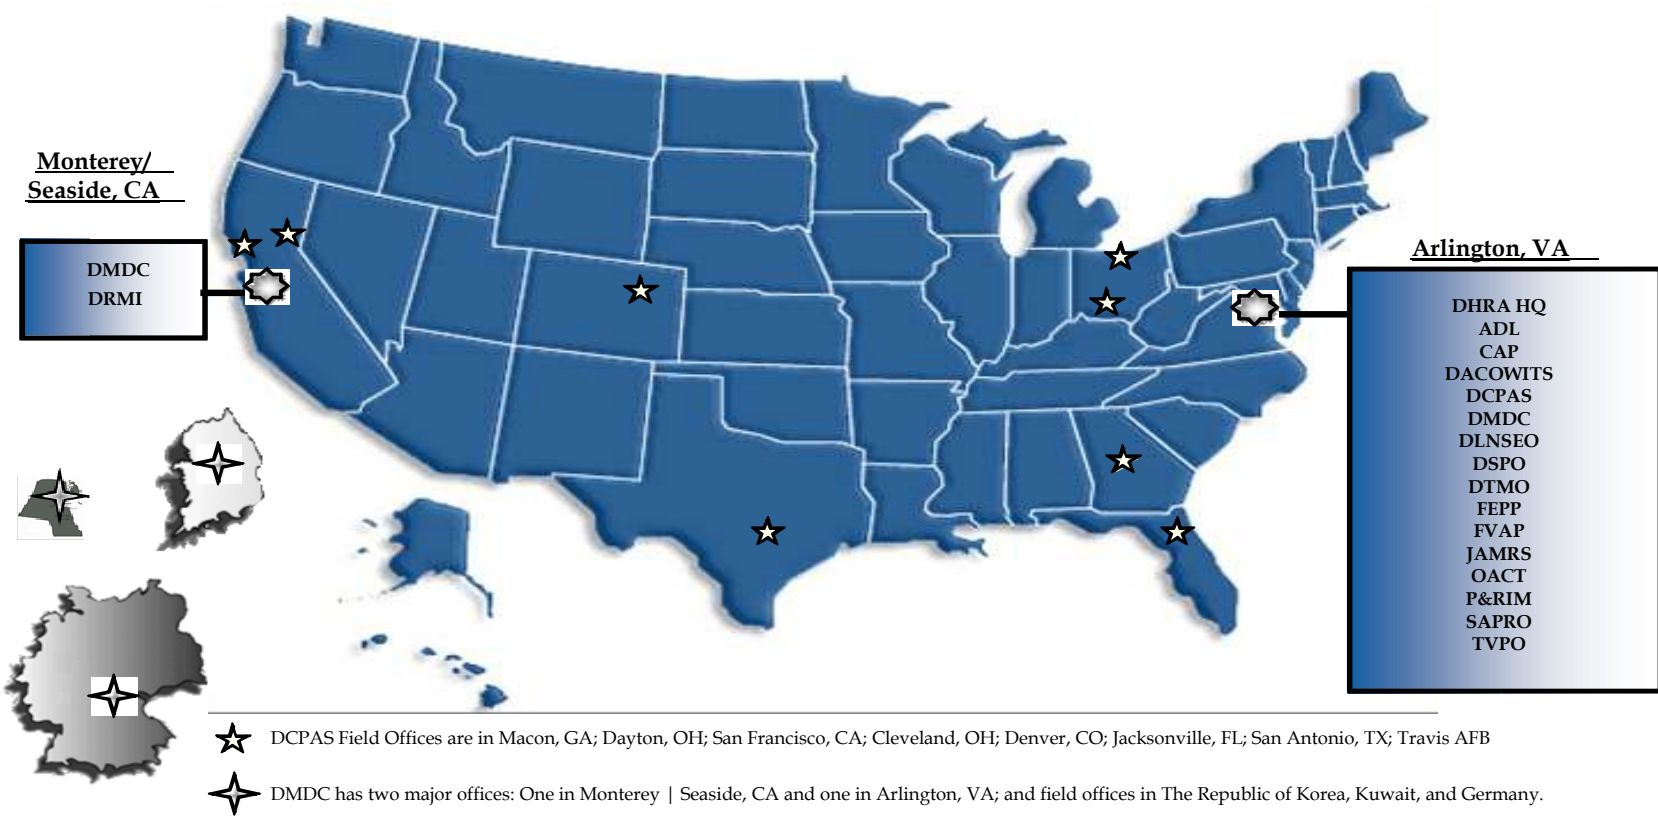 Monterey/
Seaside, CA
DMDC
DRMI
Arlington, VA
DHRA HQ
ADL
CAP
DACOWITS
DCPAS
DMDC
DLNSEO
DSPO
DTMO
FEPP
FVAP
JAMRS
OACT
P&RIM
SAPRO
TVPO
DCPAS Field Offices are in Macon, GA; Dayton, OH; San Francisco, CA; Cleveland, OH; Denver, CO; Jacksonville, FL; San Antonio, TX; Travis AFB
DMDC has two major offices: One in Monterey | Seaside, CA and one in Arlington, VA; and field offices in The Republic of Korea, Kuwait, and Germany.